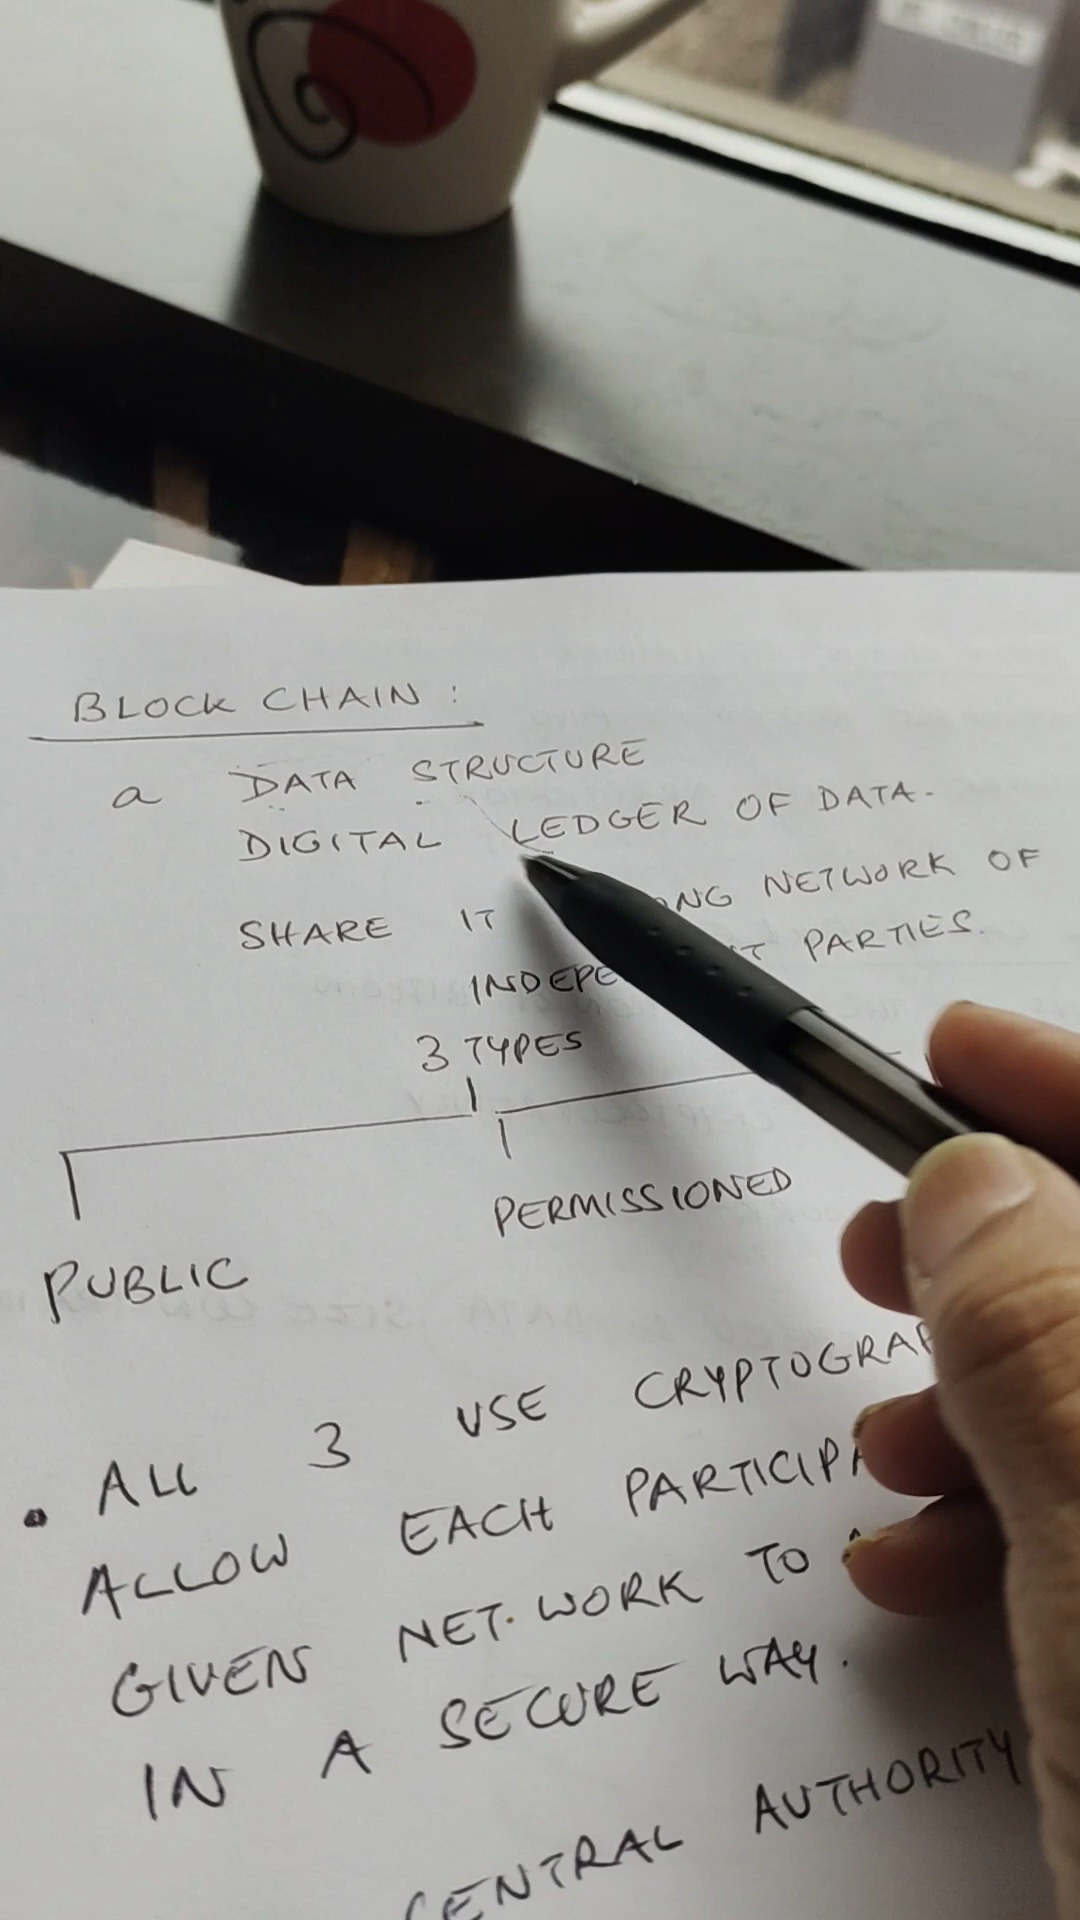 BLOCK CHAIN :
a DATA STRUCTURE
DIGITAL LEDGER OF DATA.
SHARE IT NETWORK OF
PARTIES.
3 TYPES
PERMISSIONED
PUBLIC
ALL 3 USE
ALLOW EACH
GIVEN NET.WORK TO
IN A SECURE WAY.
CENTRAL AUTHORITY